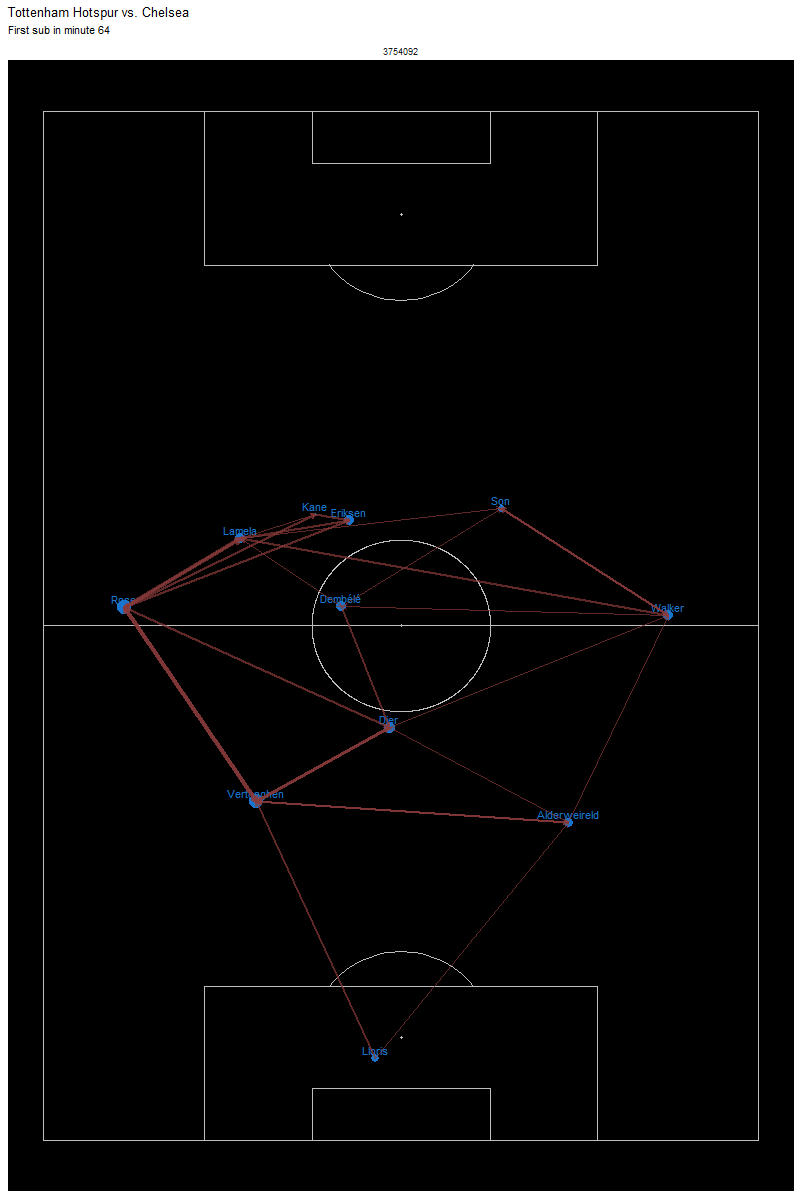 Tottenham Hotspur vs. Chelsea
First sub in minute 64
3754092
Son
Kane
Eriksen
Lamela
Dembélé
Rose
Walker
Dier
Vertonghen
Alderweireld
Lloris